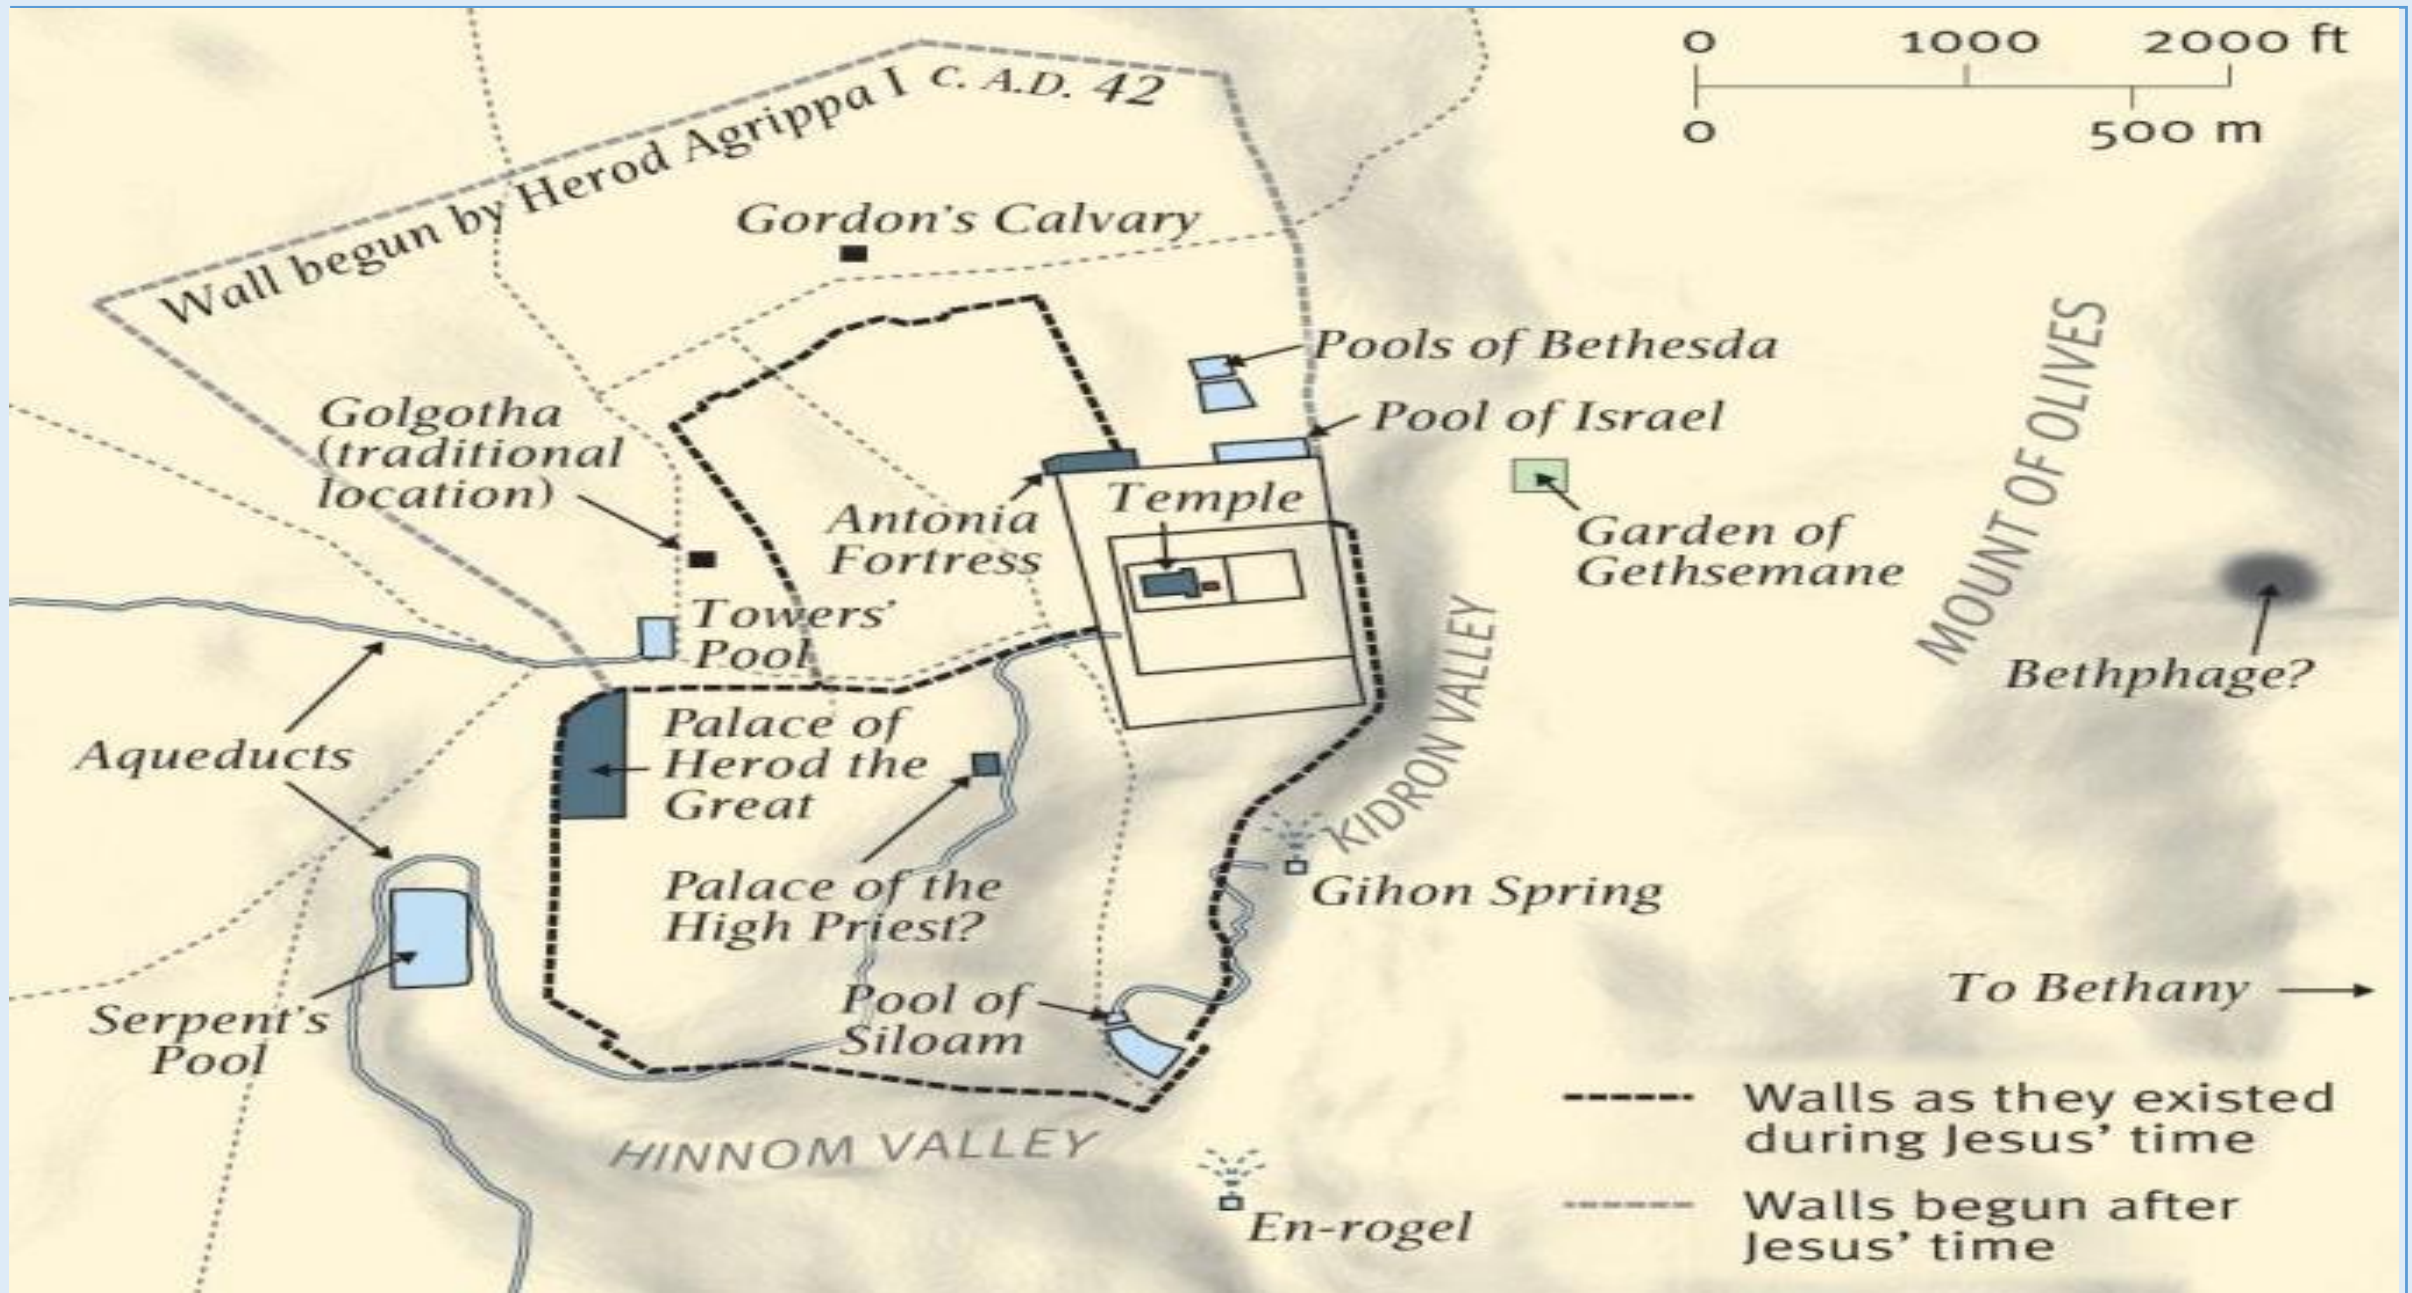 0 1000 2000 ft
0 500 m
Wall begun by Herod Agrippa I C. A.D. 42
Gordon's Calvary
Pools of Bethesda
Pool of Israel
Golgotha
(traditional
location)
Antonia
Fortress
Temple
Garden of
Gethsemane
MOUNT OF OLIVES
Bethphage?
Towers'
Pool
KIDRON VALLEY
Aqueducts
Palace of
Herod the
Great
Palace of the
High Priest?
Gihon Spring
Serpent's
Pool
Pool of
Siloam
To Bethany
HINNOM VALLEY
En-rogel
Walls as they existed
during Jesus' time
Walls begun after
Jesus' time